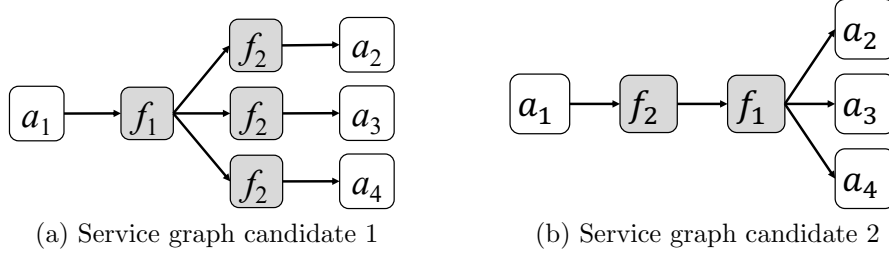 f₂ a₂
a₁ f₁ f₂ a₃
f₂ a₄
(a) Service graph candidate 1
a₂
a₁ f₂ f₁ a₃
a₄
(b) Service graph candidate 2